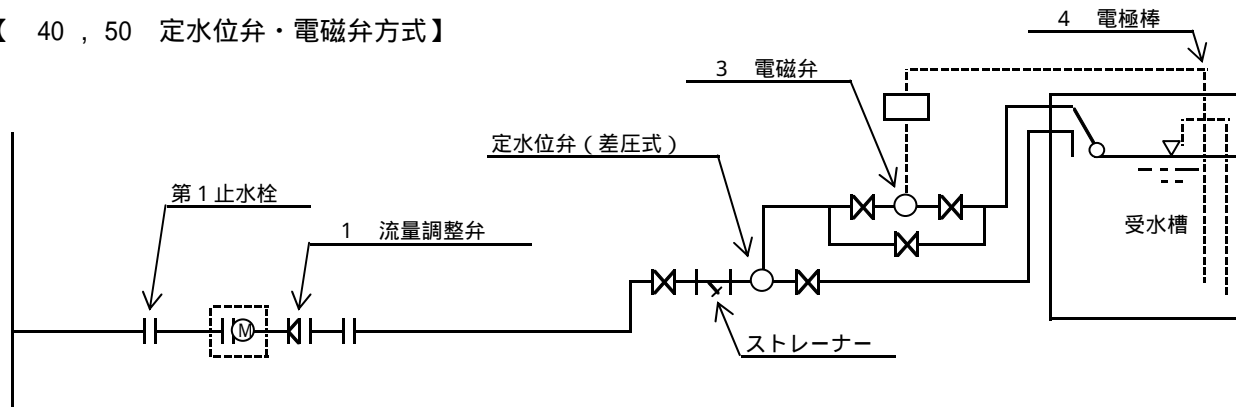 【　40 , 50　定水位弁・電磁弁方式】
4　電極棒
3　電磁弁
定水位弁（差圧式）
第1止水栓
1　流量調整弁
受水槽
M
ストレーナー